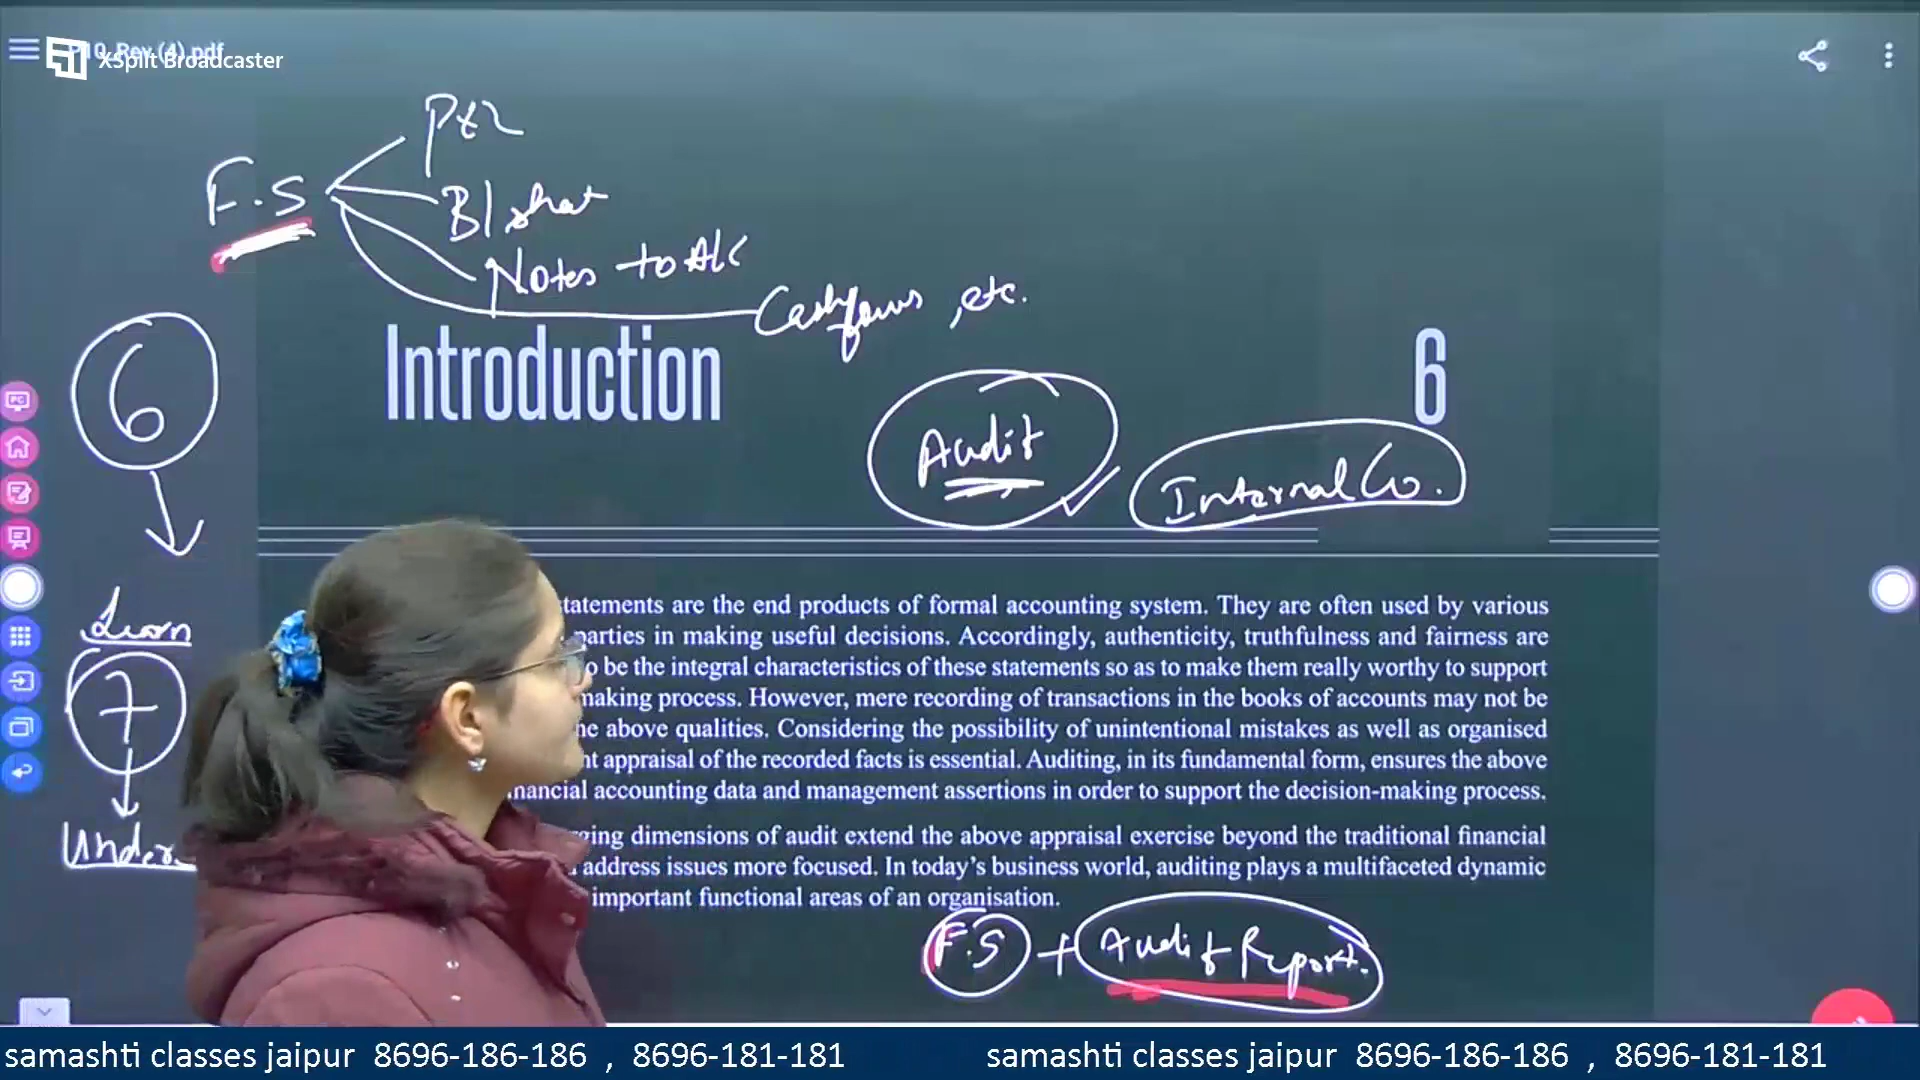 P10_Rev (4).pdf
XSplit Broadcaster
P&L
F.S
B/sheet
Notes to A/c
Cashflows, etc.
Introduction
6
6
Audit
Internal Co.
Learn
7
Under
statements are the end products of formal accounting system. They are often used by various
parties in making useful decisions. Accordingly, authenticity, truthfulness and fairness are
to be the integral characteristics of these statements so as to make them really worthy to support
making process. However, mere recording of transactions in the books of accounts may not be
he above qualities. Considering the possibility of unintentional mistakes as well as organised
nt appraisal of the recorded facts is essential. Auditing, in its fundamental form, ensures the above
nancial accounting data and management assertions in order to support the decision-making process.
ging dimensions of audit extend the above appraisal exercise beyond the traditional financial
address issues more focused. In today's business world, auditing plays a multifaceted dynamic
important functional areas of an organisation.
F.S + Audit Report.
samashti classes jaipur 8696-186-186 , 8696-181-181
samashti classes jaipur 8696-186-186 , 8696-181-181